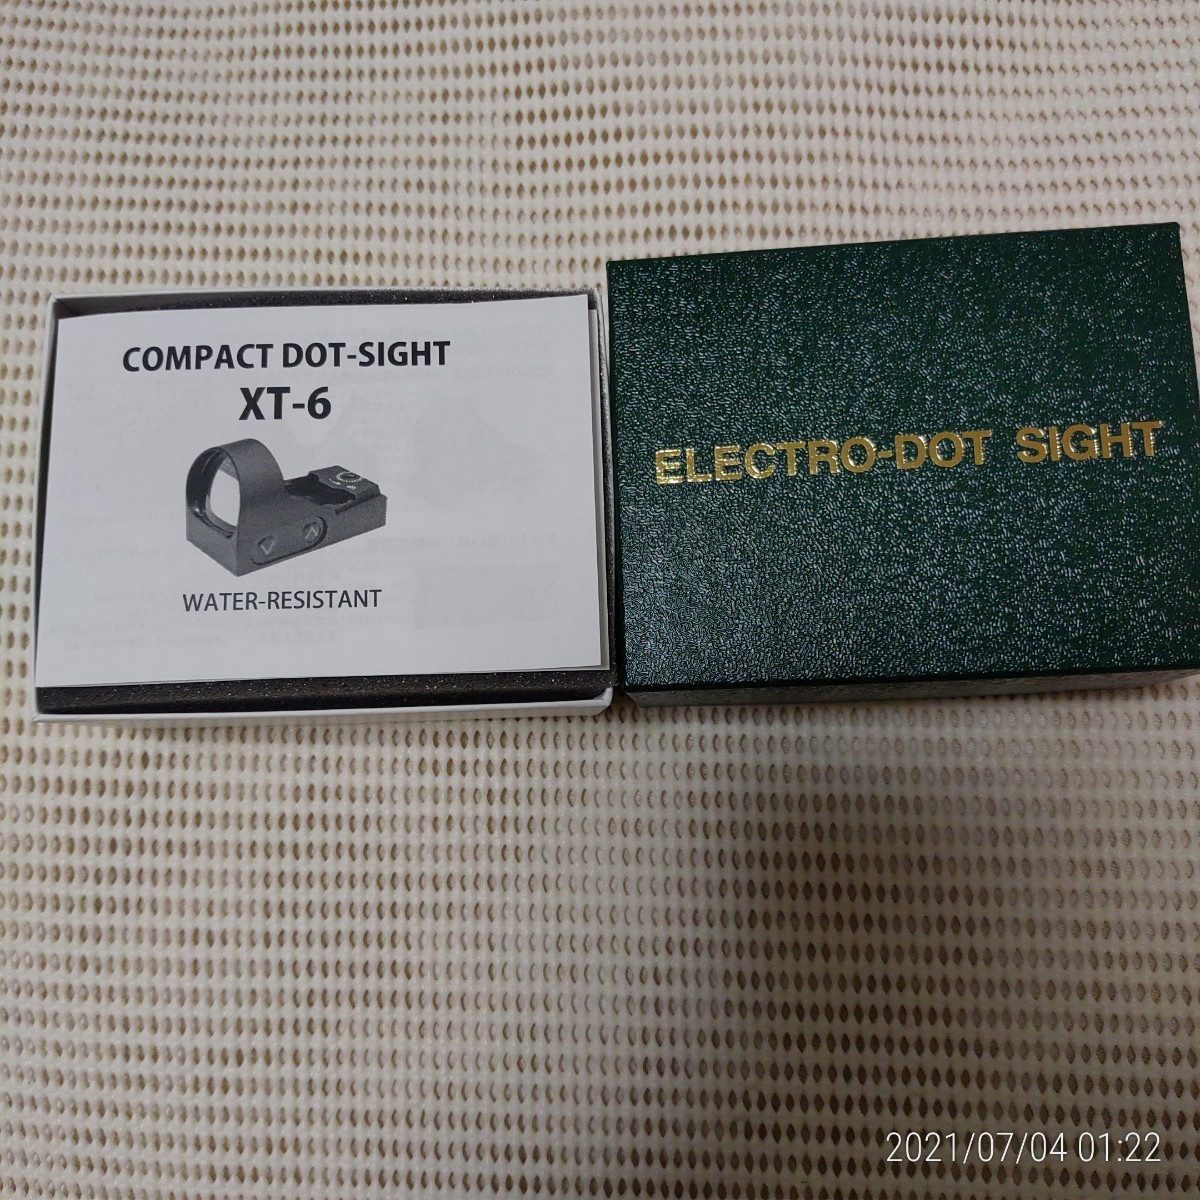 COMPACT DOT-SIGHT
XT-6
WATER-RESISTANT
ELECTRO-DOT SIGHT
2021/07/04 01:22